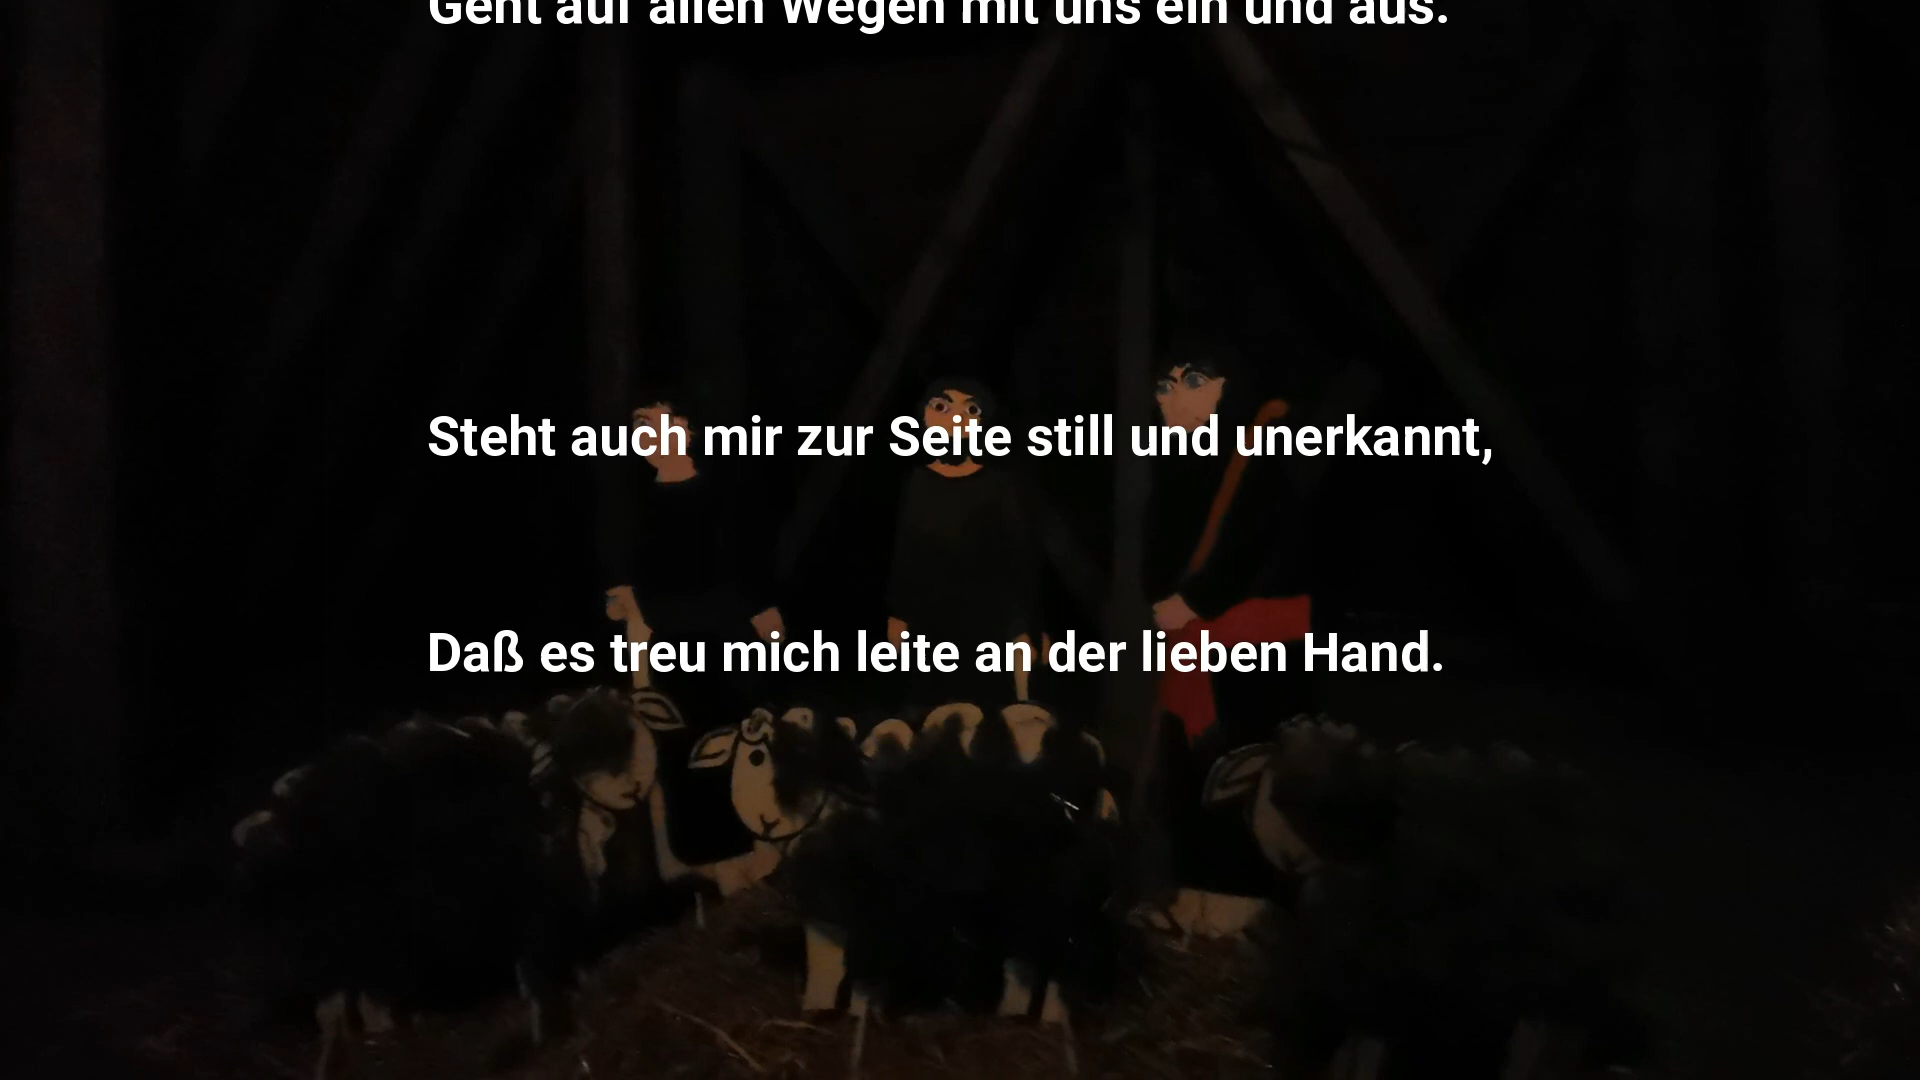 Geht auf allen Wegen mit uns ein und aus.
Steht auch mir zur Seite still und unerkannt,
Daß es treu mich leite an der lieben Hand.